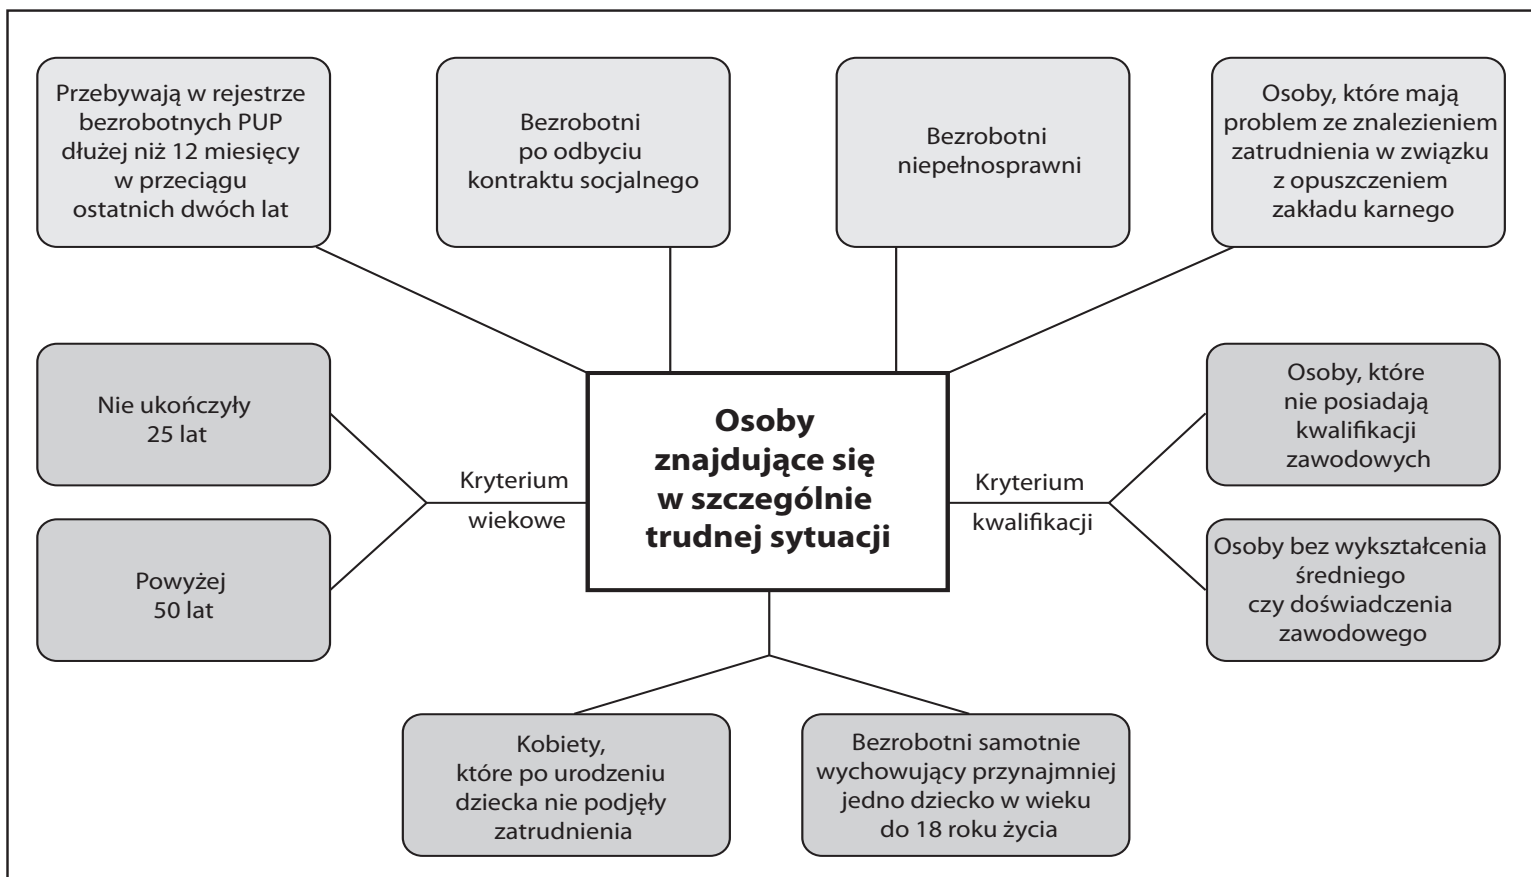 Przebywają w rejestrze
bezrobotnych PUP
dłużej niż 12 miesięcy
w przeciągu
ostatnich dwóch lat
Bezrobotni
po odbyciu
kontraktu socjalnego
Bezrobotni
niepełnosprawni
Osoby, które mają
problem ze znalezieniem
zatrudnienia w związku
z opuszczeniem
zakładu karnego
Nie ukończyły
25 lat
Powyżej
50 lat
Kryterium
wiekowe
Osoby
znajdujące się
w szczególnie
trudnej sytuacji
Kryterium
kwalifikacji
Osoby, które
nie posiadają
kwalifikacji
zawodowych
Osoby bez wykształcenia
średniego
czy doświadczenia
zawodowego
Kobiety,
które po urodzeniu
dziecka nie podjęły
zatrudnienia
Bezrobotni samotnie
wychowujący przynajmniej
jedno dziecko w wieku
do 18 roku życia